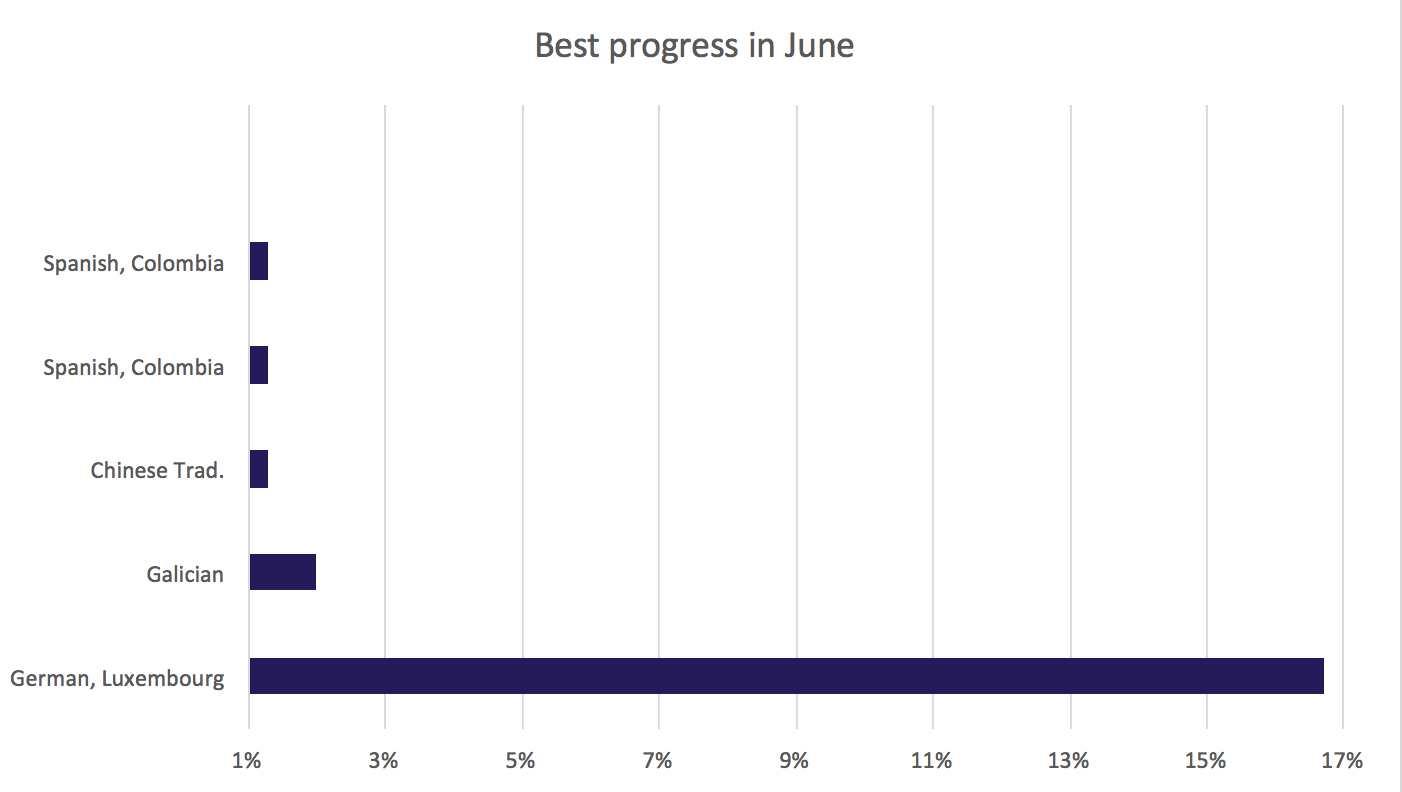 Best progress in June
Spanish, Colombia
Spanish, Colombia
Chinese Trad.
Galician
German, Luxembourg
1% 3% 5% 7% 9% 11% 13% 15% 17%